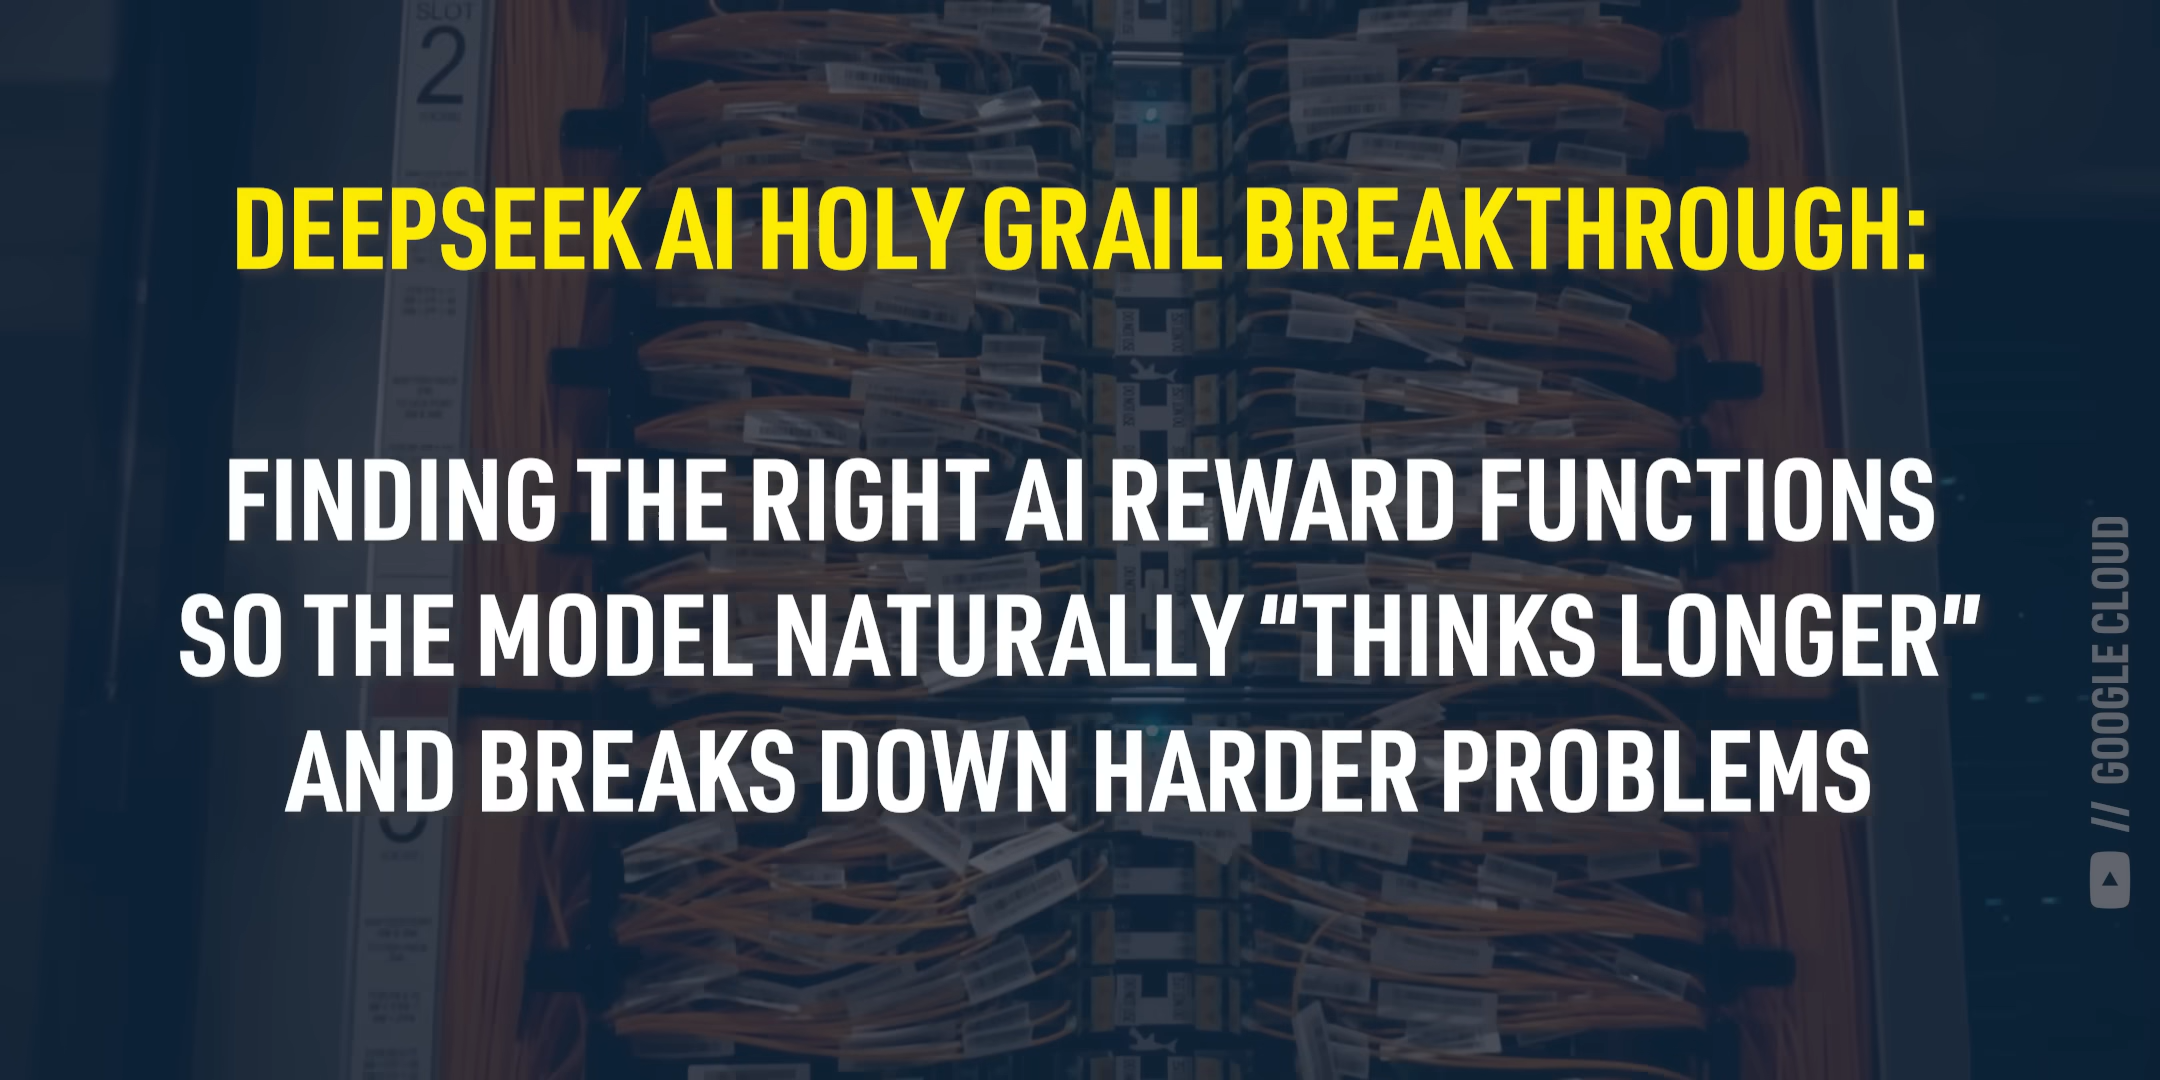 SLOT
2
DEEPSEEK AI HOLY GRAIL BREAKTHROUGH:
FINDING THE RIGHT AI REWARD FUNCTIONS
SO THE MODEL NATURALLY “THINKS LONGER”
AND BREAKS DOWN HARDER PROBLEMS
// GOOGLE CLOUD